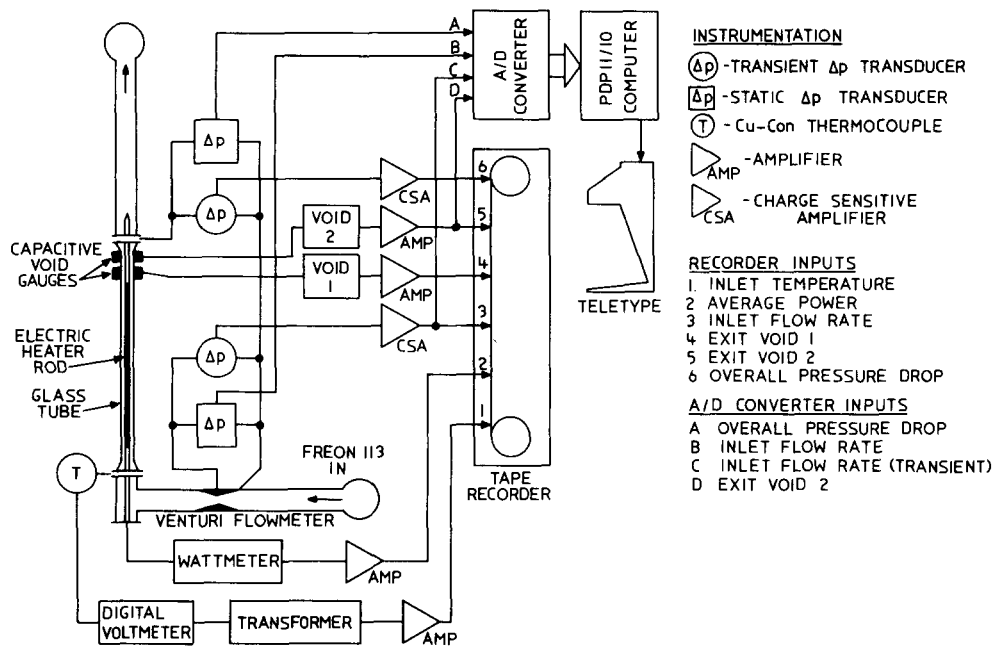 A
B
C
D
A/D
CONVERTER
PDP11/10
COMPUTER
TELETYPE
Δp
Δp
CSA
VOID
2
AMP
VOID
1
AMP
CSA
Δp
Δp
6
5
4
3
2
1
TAPE
RECORDER
CAPACITIVE
VOID
GAUGES
ELECTRIC
HEATER
ROD
GLASS
TUBE
T
FREON 113
IN
VENTURI FLOWMETER
WATTMETER
AMP
DIGITAL
VOLTMETER
TRANSFORMER
AMP
INSTRUMENTATION
Δp -TRANSIENT Δp TRANSDUCER
Δp -STATIC Δp TRANSDUCER
T - Cu-Con THERMOCOUPLE
AMP -AMPLIFIER
CSA - CHARGE SENSITIVE
AMPLIFIER
RECORDER INPUTS
1. INLET TEMPERATURE
2 AVERAGE POWER
3 INLET FLOW RATE
4 EXIT VOID 1
5 EXIT VOID 2
6 OVERALL PRESSURE DROP
A/D CONVERTER INPUTS
A OVERALL PRESSURE DROP
B INLET FLOW RATE
C INLET FLOW RATE (TRANSIENT)
D EXIT VOID 2